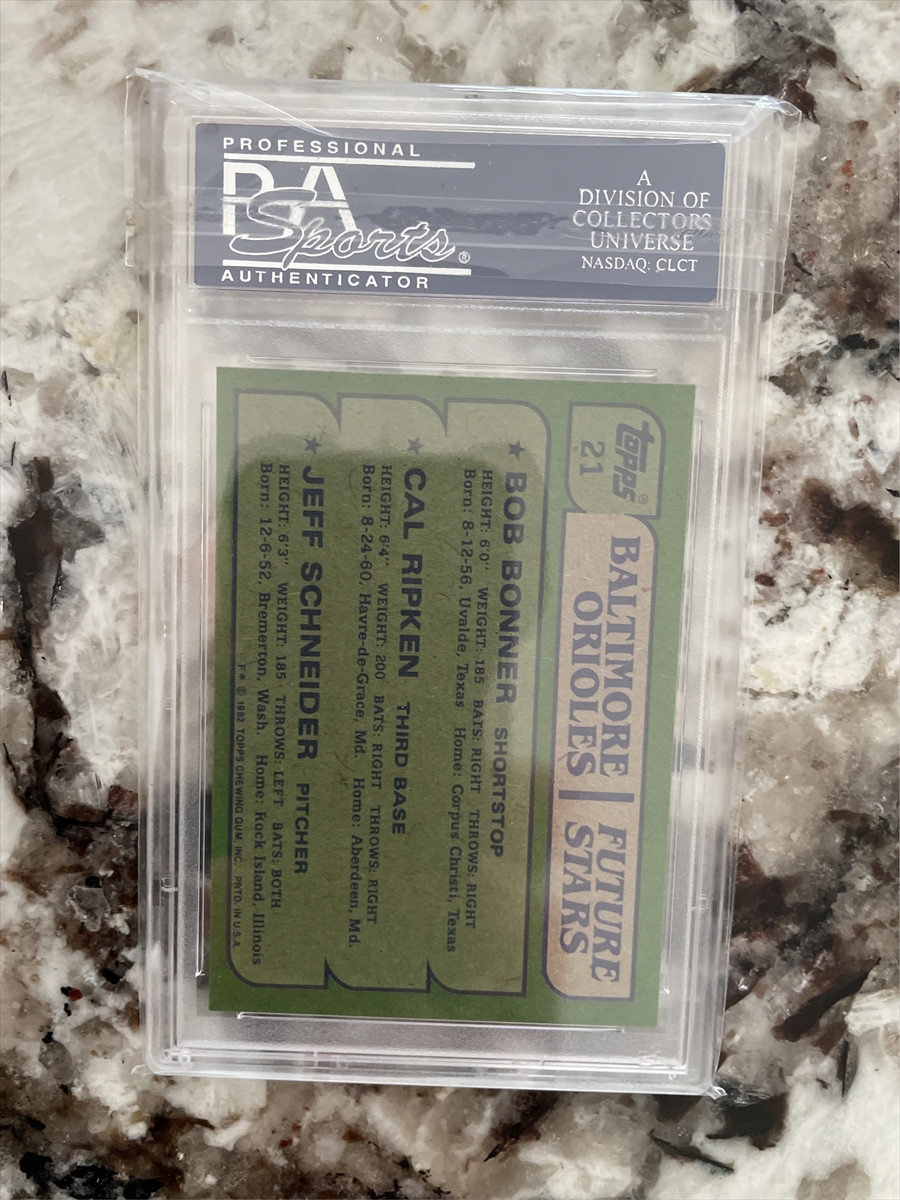 PROFESSIONAL
PSA
Sports®
AUTHENTICATOR
A
DIVISION OF
COLLECTORS
UNIVERSE
NASDAQ: CLCT
TOPPS®
21
BALTIMORE
ORIOLES
FUTURE
STARS
★ BOB BONNER SHORTSTOP
HEIGHT: 6'0" WEIGHT: 185 BATS: RIGHT THROWS: RIGHT
Born: 8-12-56, Uvalde, Texas Home: Corpus Christi, Texas
★ CAL RIPKEN THIRD BASE
HEIGHT: 6'4" WEIGHT: 200 BATS: RIGHT THROWS: RIGHT
Born: 8-24-60, Havre-de-Grace, Md. Home: Aberdeen, Md.
★ JEFF SCHNEIDER PITCHER
HEIGHT: 6'3" WEIGHT: 185 THROWS: LEFT BATS: BOTH
Born: 12-6-52, Bremerton, Wash. Home: Rock Island, Illinois
F* © 1982 TOPPS CHEWING GUM, INC. PRTD. IN U.S.A.